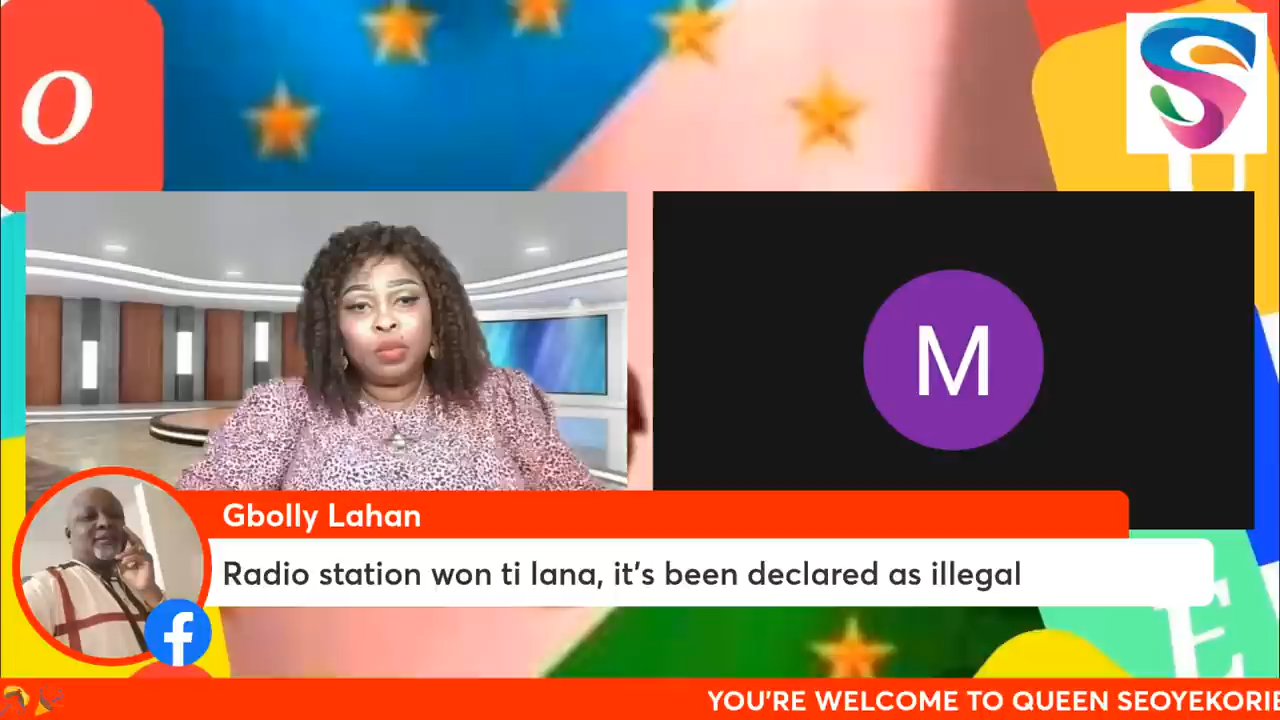 O
U
M
Gbolly Lahan
Radio station won ti lana, it's been declared as illegal
E
YOU'RE WELCOME TO QUEEN SEOYEKORIE